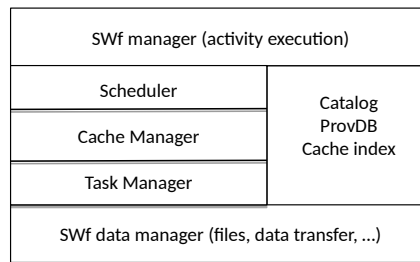 SWf manager (activity execution)
Scheduler
Cache Manager
Task Manager
Catalog
ProvDB
Cache index
SWf data manager (files, data transfer, ...)